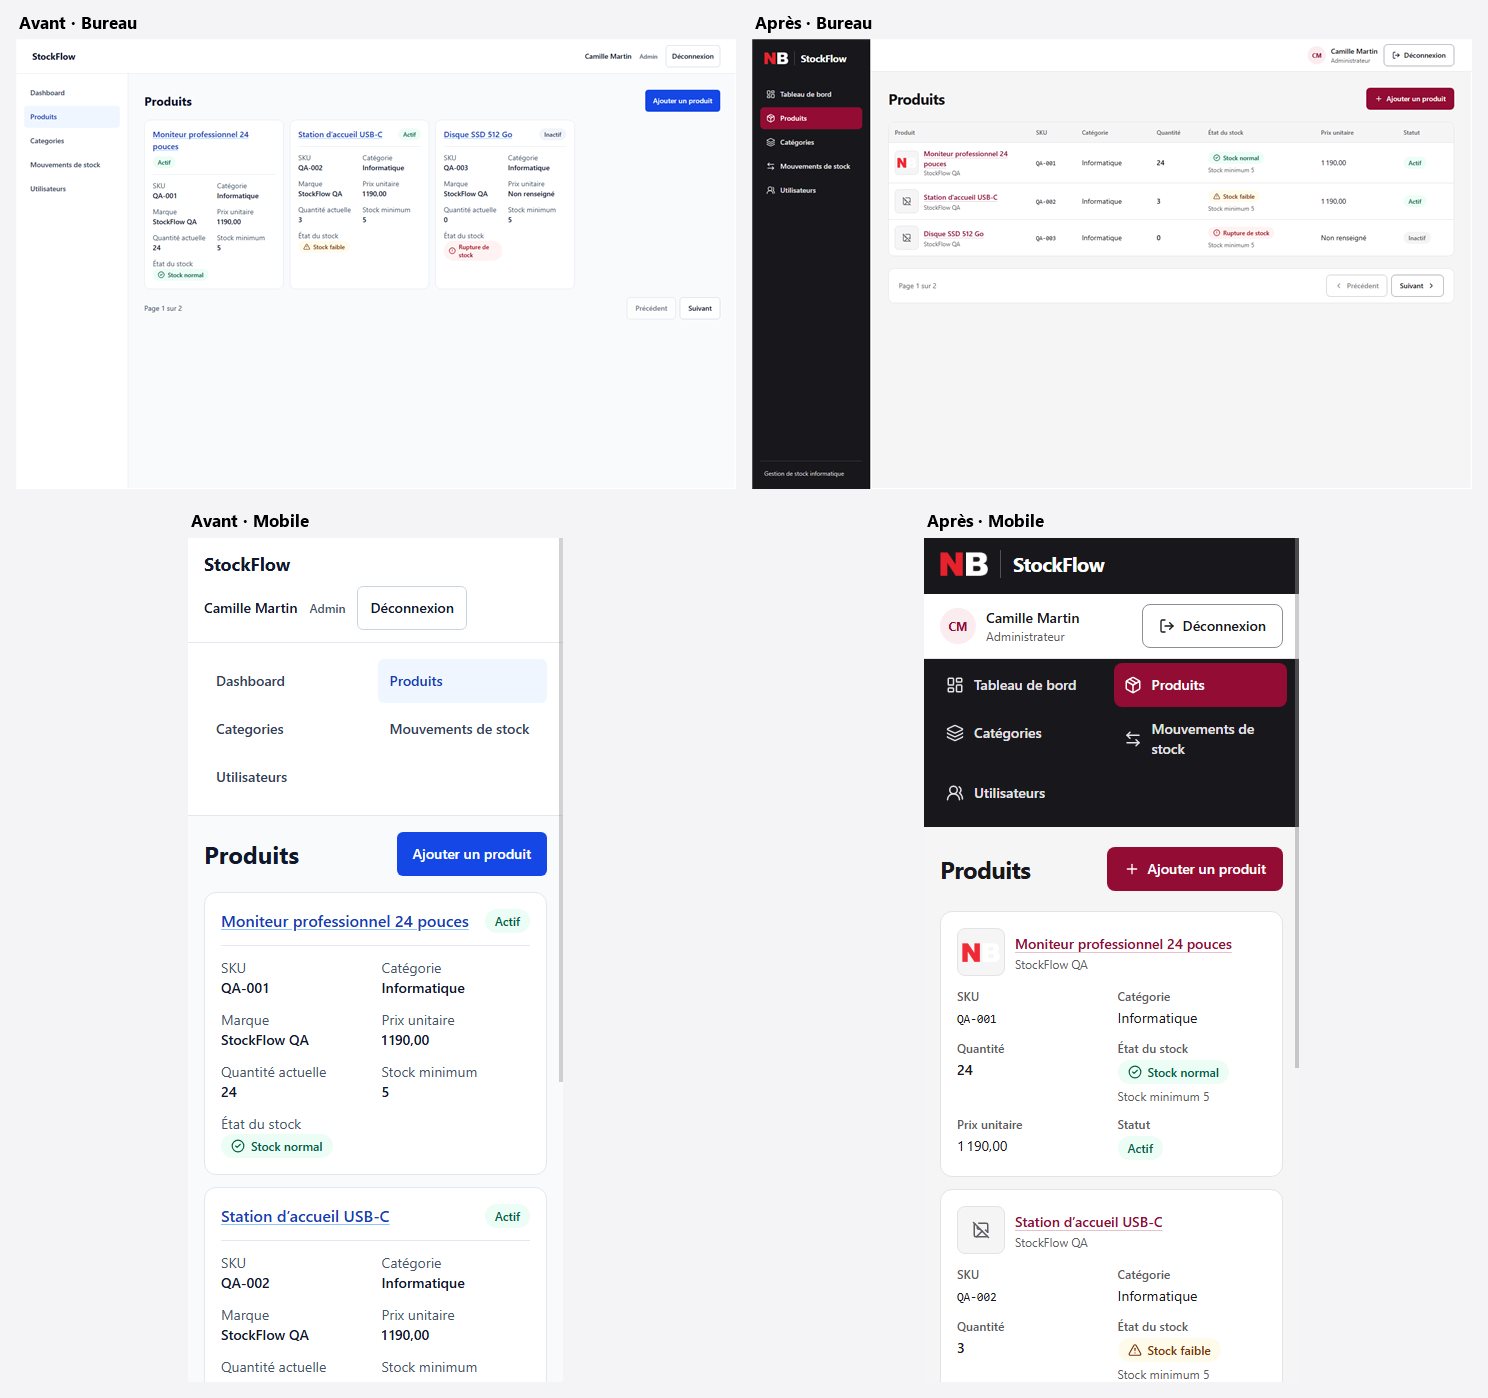 Avant · Bureau
StockFlow
Camille Martin Admin Déconnexion
Dashboard
Produits
Categories
Mouvements de stock
Utilisateurs
Produits
Ajouter un produit
Moniteur professionnel 24
pouces
Actif
SKU Catégorie
QA-001 Informatique
Marque Prix unitaire
StockFlow QA 1190,00
Quantité actuelle Stock minimum
24 5
État du stock
Stock normal
Station d'accueil USB-C Actif
SKU Catégorie
QA-002 Informatique
Marque Prix unitaire
StockFlow QA 1190,00
Quantité actuelle Stock minimum
3 5
État du stock
Stock faible
Disque SSD 512 Go Inactif
SKU Catégorie
QA-003 Informatique
Marque Prix unitaire
StockFlow QA Non renseigné
Quantité actuelle Stock minimum
0 5
État du stock
Rupture de
stock
Page 1 sur 2
Précédent Suivant
Après · Bureau
NB StockFlow
CM Camille Martin
Administrateur
Déconnexion
Tableau de bord
Produits
Catégories
Mouvements de stock
Utilisateurs
Gestion de stock informatique
Produits
Ajouter un produit
Produit SKU Catégorie Quantité État du stock Prix unitaire Statut
N Moniteur professionnel 24
pouces
StockFlow QA
QA-001 Informatique 24 Stock normal
Stock minimum 5
1 190,00 Actif
Station d'accueil USB-C
StockFlow QA
QA-002 Informatique 3 Stock faible
Stock minimum 5
1 190,00 Actif
Disque SSD 512 Go
StockFlow QA
QA-003 Informatique 0 Rupture de stock
Stock minimum 5
Non renseigné Inactif
Page 1 sur 2
Précédent Suivant
Avant · Mobile
StockFlow
Camille Martin Admin Déconnexion
Dashboard Produits
Categories Mouvements de stock
Utilisateurs
Produits Ajouter un produit
Moniteur professionnel 24 pouces Actif
SKU Catégorie
QA-001 Informatique
Marque Prix unitaire
StockFlow QA 1190,00
Quantité actuelle Stock minimum
24 5
État du stock
Stock normal
Station d'accueil USB-C Actif
SKU Catégorie
QA-002 Informatique
Marque Prix unitaire
StockFlow QA 1190,00
Quantité actuelle Stock minimum
Après · Mobile
NB StockFlow
CM Camille Martin
Administrateur
Déconnexion
Tableau de bord Produits
Catégories Mouvements de
stock
Utilisateurs
Produits Ajouter un produit
NB Moniteur professionnel 24 pouces
StockFlow QA
SKU Catégorie
QA-001 Informatique
Quantité État du stock
24 Stock normal
Stock minimum 5
Prix unitaire Statut
1 190,00 Actif
Station d'accueil USB-C
StockFlow QA
SKU Catégorie
QA-002 Informatique
Quantité État du stock
3 Stock faible
Stock minimum 5